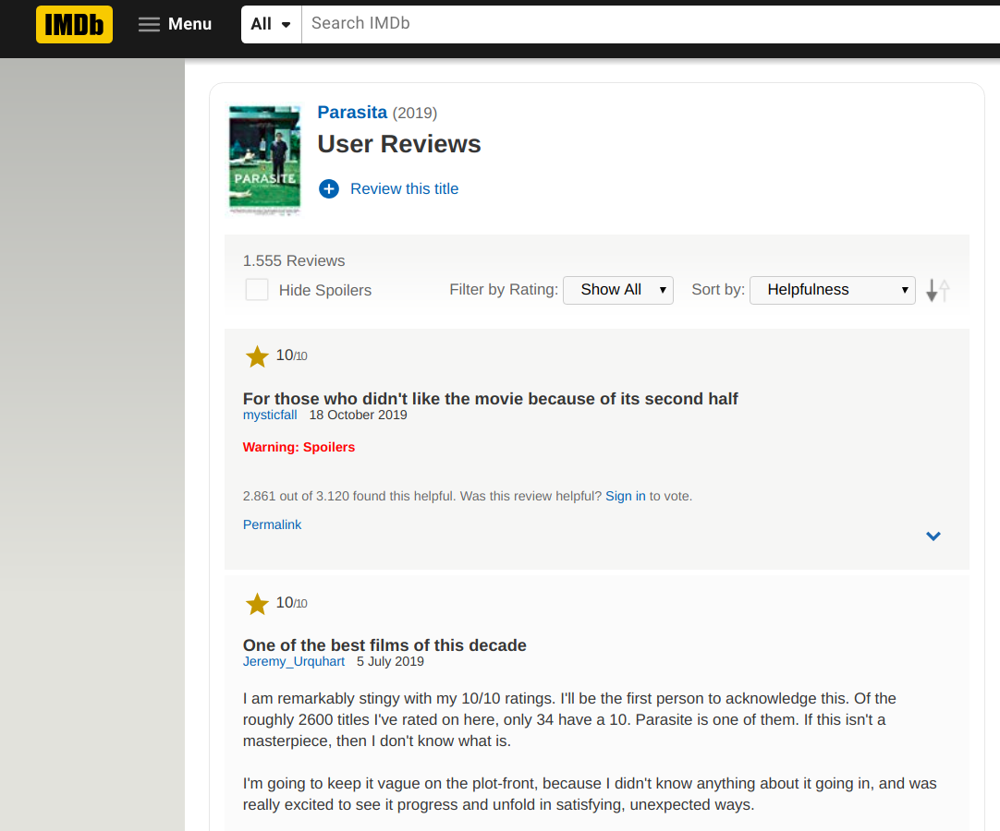 IMDb Menu All Search IMDb
Parasita (2019)
User Reviews
PARASITE
Review this title
1.555 Reviews
Hide Spoilers Filter by Rating: Show All Sort by: Helpfulness
10/10
For those who didn't like the movie because of its second half
mysticfall 18 October 2019
Warning: Spoilers
2.861 out of 3.120 found this helpful. Was this review helpful? Sign in to vote.
Permalink
10/10
One of the best films of this decade
Jeremy_Urquhart 5 July 2019
I am remarkably stingy with my 10/10 ratings. I'll be the first person to acknowledge this. Of the
roughly 2600 titles I've rated on here, only 34 have a 10. Parasite is one of them. If this isn't a
masterpiece, then I don't know what is.
I'm going to keep it vague on the plot-front, because I didn't know anything about it going in, and was
really excited to see it progress and unfold in satisfying, unexpected ways.